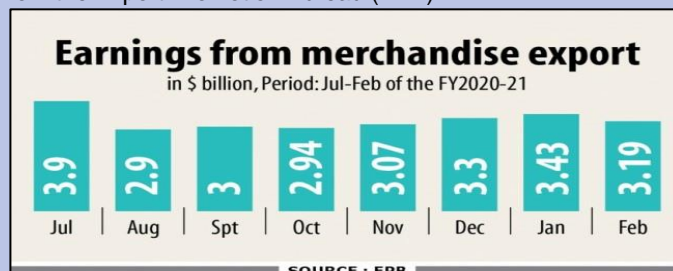 Earnings from merchandise export
in $ billion, Period: Jul-Feb of the FY2020-21
3.9 2.9 3 2.94 3.07 3.3 3.43 3.19
Jul Aug Spt Oct Nov Dec Jan Feb
SOURCE : EPB